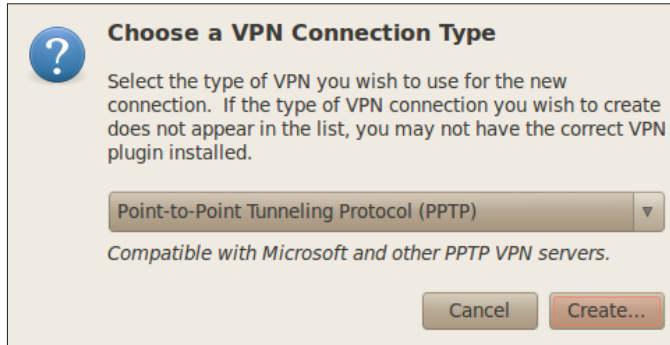 Choose a VPN Connection Type
Select the type of VPN you wish to use for the new
connection.  If the type of VPN connection you wish to create
does not appear in the list, you may not have the correct VPN
plugin installed.
Point-to-Point Tunneling Protocol (PPTP)
Compatible with Microsoft and other PPTP VPN servers.
Cancel
Create...